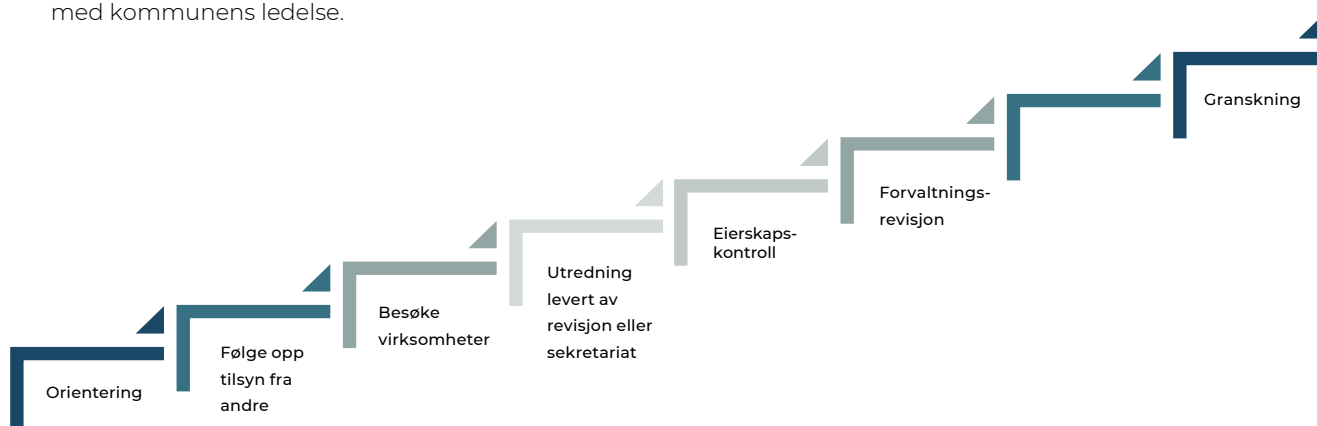 med kommunens ledelse.
Orientering
Følge opp
tilsyn fra
andre
Besøke
virksomheter
Utredning
levert av
revisjon eller
sekretariat
Eierskaps-
kontroll
Forvaltnings-
revisjon
Granskning